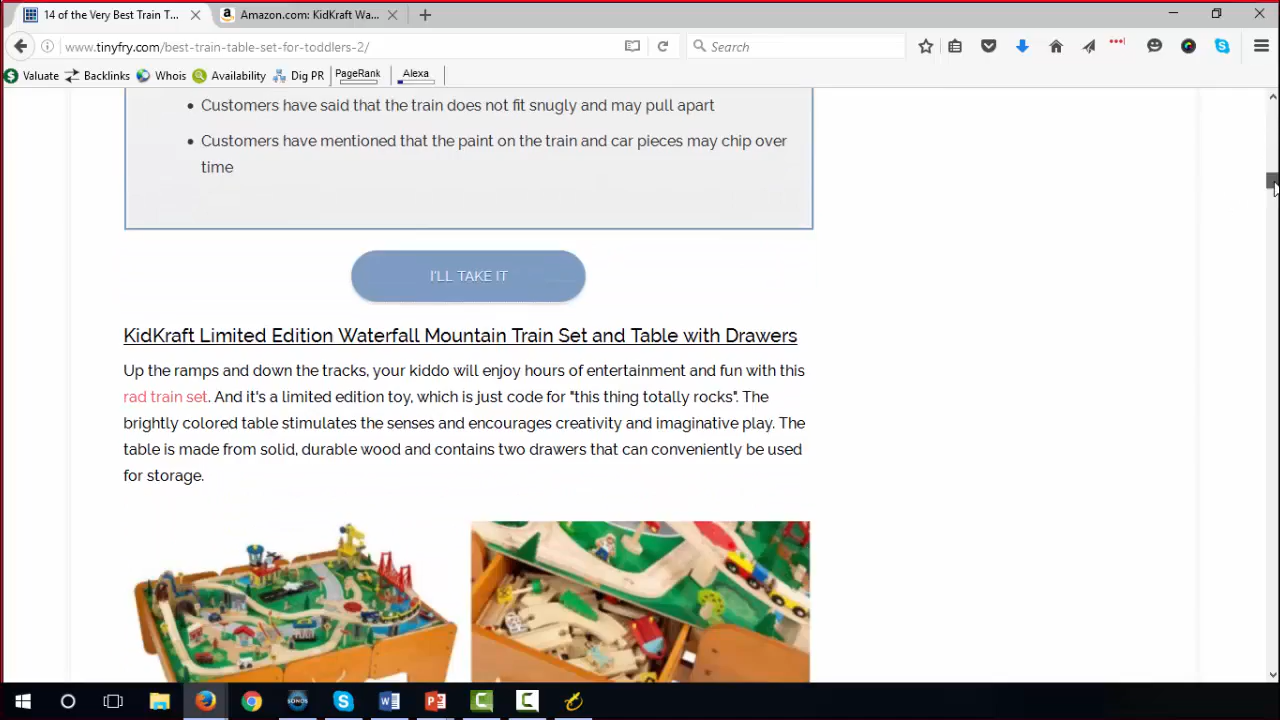 14 of the Very Best Train T...
Amazon.com: KidKraft Wa...
www.tinyfry.com/best-train-table-set-for-toddlers-2/
Search
Valuate
Backlinks
Whois
Availability
Dig PR
PageRank
Alexa
Customers have said that the train does not fit snugly and may pull apart
Customers have mentioned that the paint on the train and car pieces may chip over
time
I'LL TAKE IT
KidKraft Limited Edition Waterfall Mountain Train Set and Table with Drawers
Up the ramps and down the tracks, your kiddo will enjoy hours of entertainment and fun with this
rad train set. And it's a limited edition toy, which is just code for "this thing totally rocks". The
brightly colored table stimulates the senses and encourages creativity and imaginative play. The
table is made from solid, durable wood and contains two drawers that can conveniently be used
for storage.
SONOS